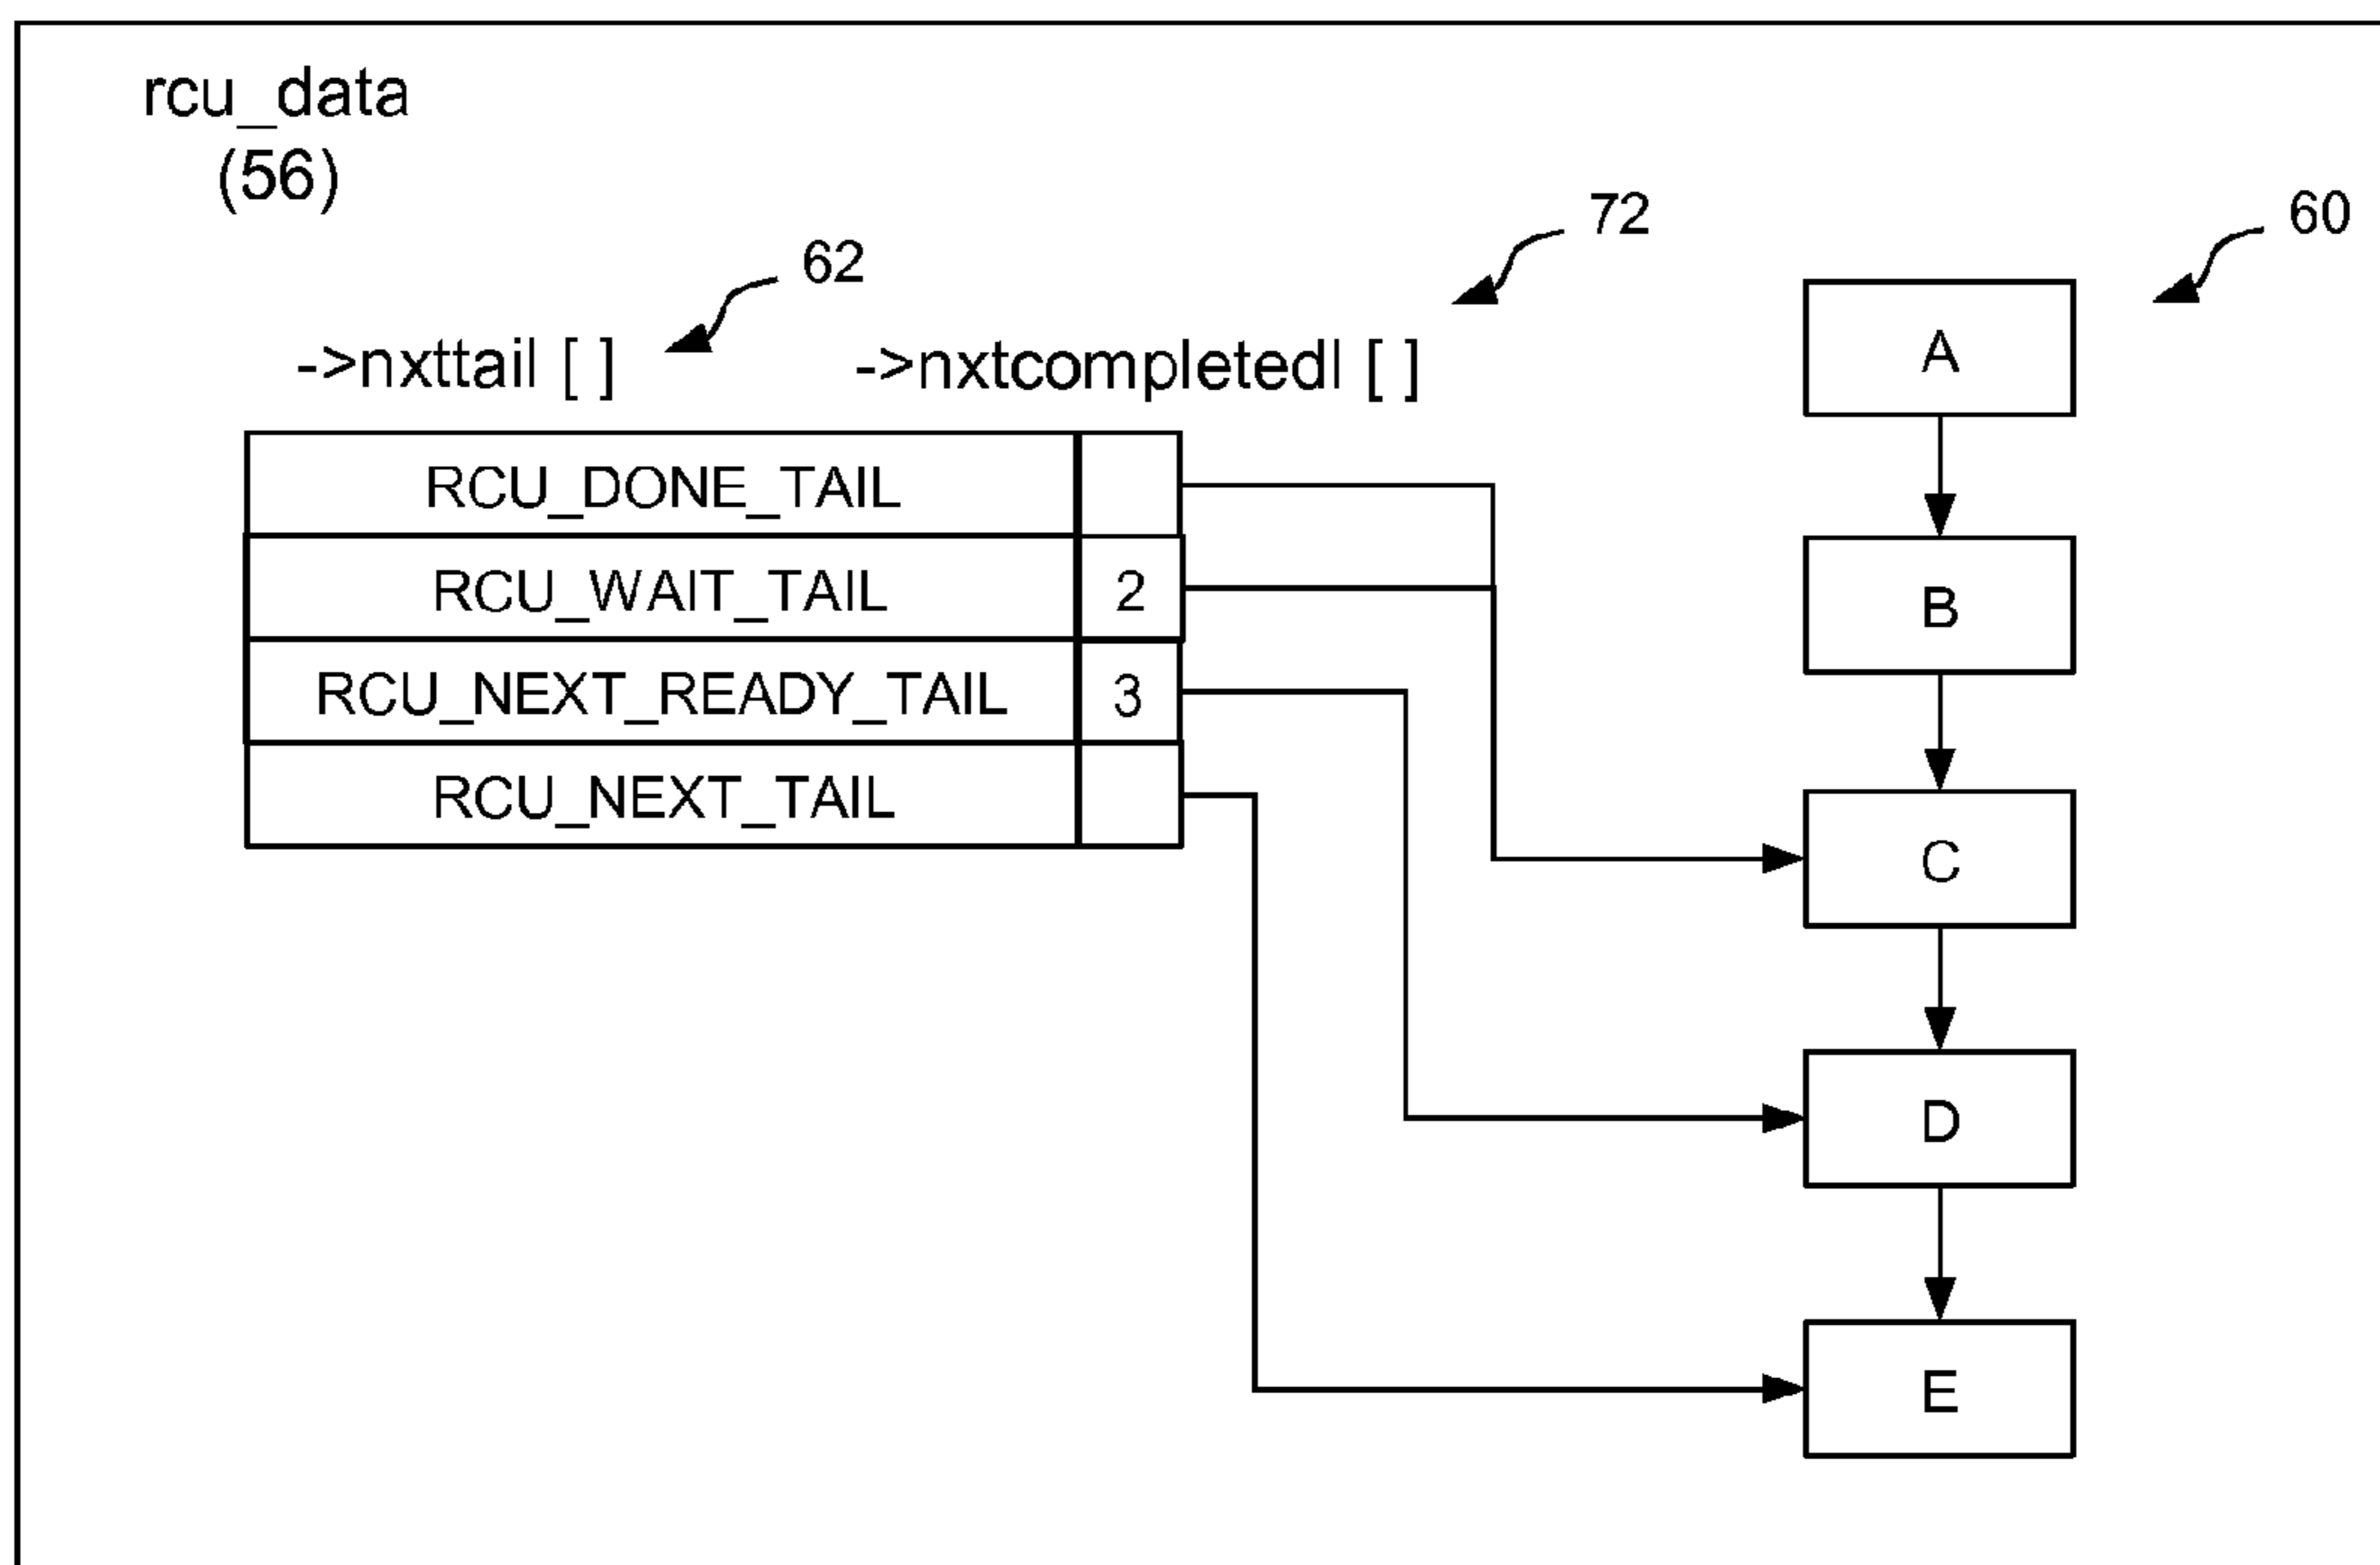 rcu_data
(56)
72
60
62
->nxttail [ ]
->nxtcompletedl [ ]
A
RCU_DONE_TAIL
RCU_WAIT_TAIL 2
B
RCU_NEXT_READY_TAIL 3
RCU_NEXT_TAIL
C
D
E